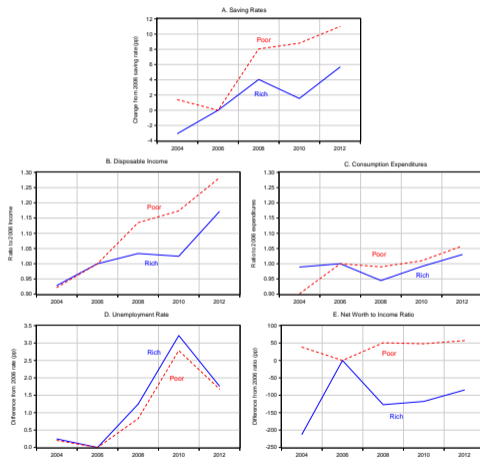 A. Saving Rates
Change from 2006 saving rate (pp)
12
10
8
6
4
2
0
-2
-4
Poor
Rich
2004 2006 2008 2010 2012
B. Disposable Income
Ratio to 2006 Income
1.30
1.25
1.20
1.15
1.10
1.05
1.00
0.95
0.90
Poor
Rich
2004 2006 2008 2010 2012
C. Consumption Expenditures
Ratio to 2006 expenditures
1.30
1.25
1.20
1.15
1.10
1.05
1.00
0.95
0.90
Poor
Rich
2004 2006 2008 2010 2012
D. Unemployment Rate
Difference from 2006 rate (pp)
3.5
3.0
2.5
2.0
1.5
1.0
0.5
0.0
Rich
Poor
2004 2006 2008 2010 2012
E. Net Worth to Income Ratio
Difference from 2006 ratio (pp)
100
50
0
-50
-100
-150
-200
-250
Poor
Rich
2004 2006 2008 2010 2012